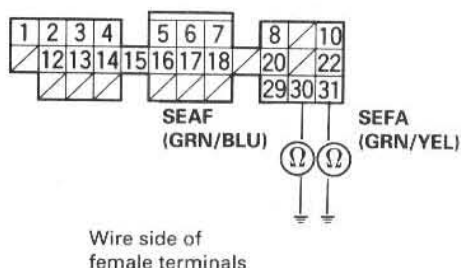 1 2 3 4 5 6 7 8 10
12 13 14 15 16 17 18 20 22
29 30 31
SEAF
(GRN/BLU)
SEFA
(GRN/YEL)
Ω Ω
Wire side of
female terminals